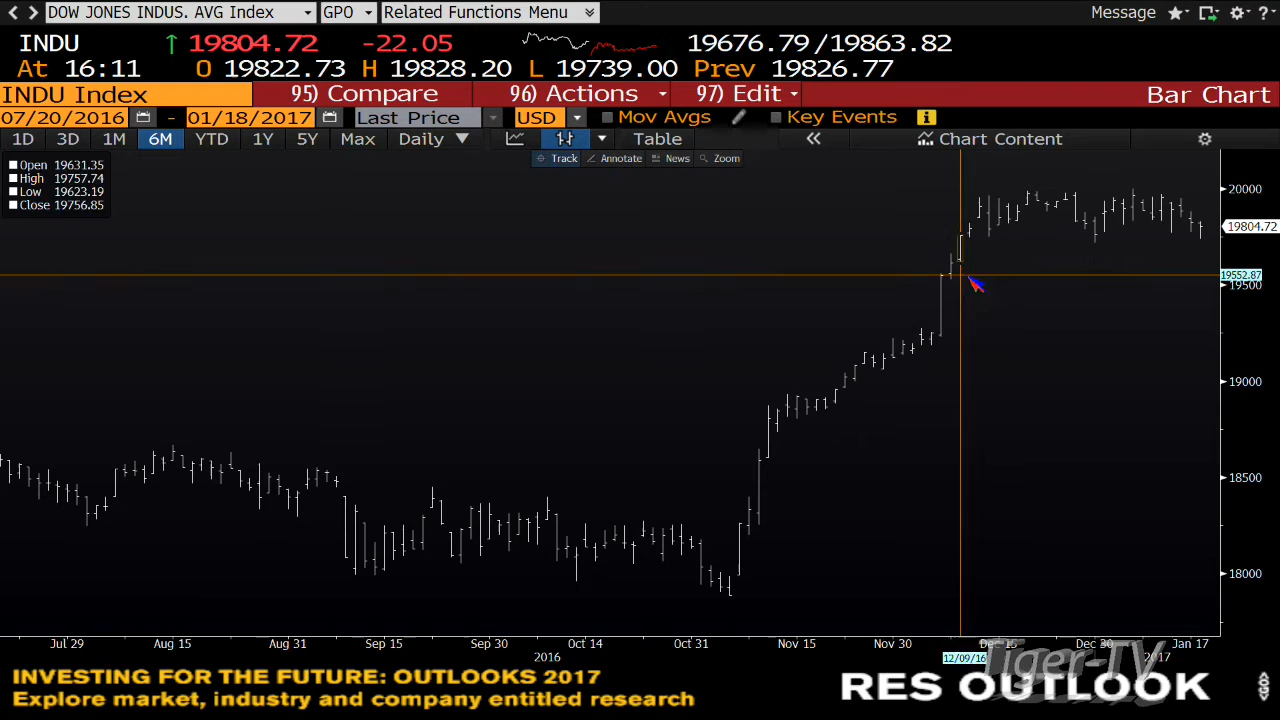 DOW JONES INDUS. AVG Index GPO Related Functions Menu Message ?
INDU 19804.72 -22.05 19676.79/19863.82
At 16:11 O 19822.73 H 19828.20 L 19739.00 Prev 19826.77
INDU Index 95) Compare 96) Actions 97) Edit Bar Chart
07/20/2016 - 01/18/2017 Last Price USD Mov Avgs Key Events
1D 3D 1M 6M YTD 1Y 5Y Max Daily Table Chart Content
Track Annotate News Zoom
Open 19631.35
High 19757.74
Low 19623.19
Close 19756.85
20000
19804.72
19552.87
19500
19000
18500
18000
Jul 29 Aug 15 Aug 31 Sep 15 Sep 30 Oct 14 Oct 31 Nov 15 Nov 30 Dec 15 Dec 30 Jan 17
2016 12/09/16 2017
Tiger-TV
INVESTING FOR THE FUTURE: OUTLOOKS 2017
Explore market, industry and company entitled research
RES OUTLOOK <GO>